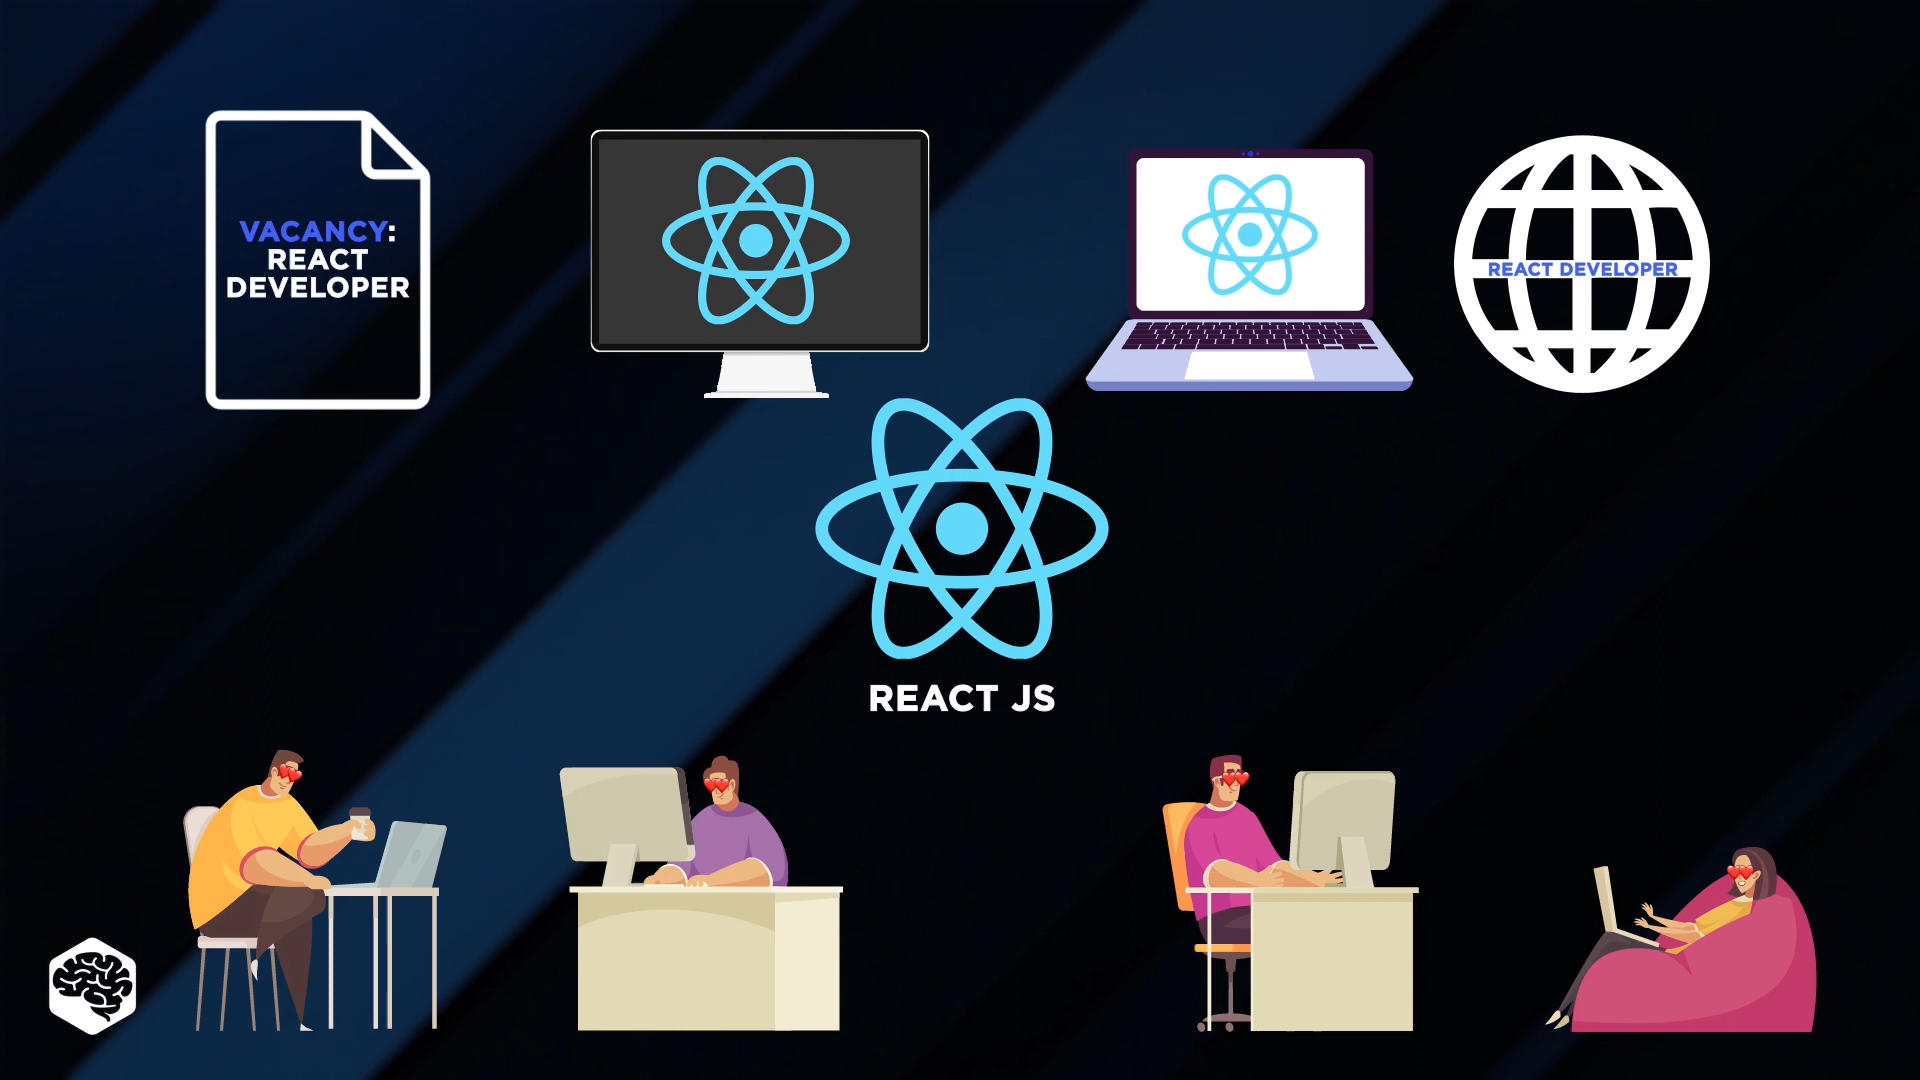 VACANCY:
REACT
DEVELOPER
REACT DEVELOPER
REACT JS